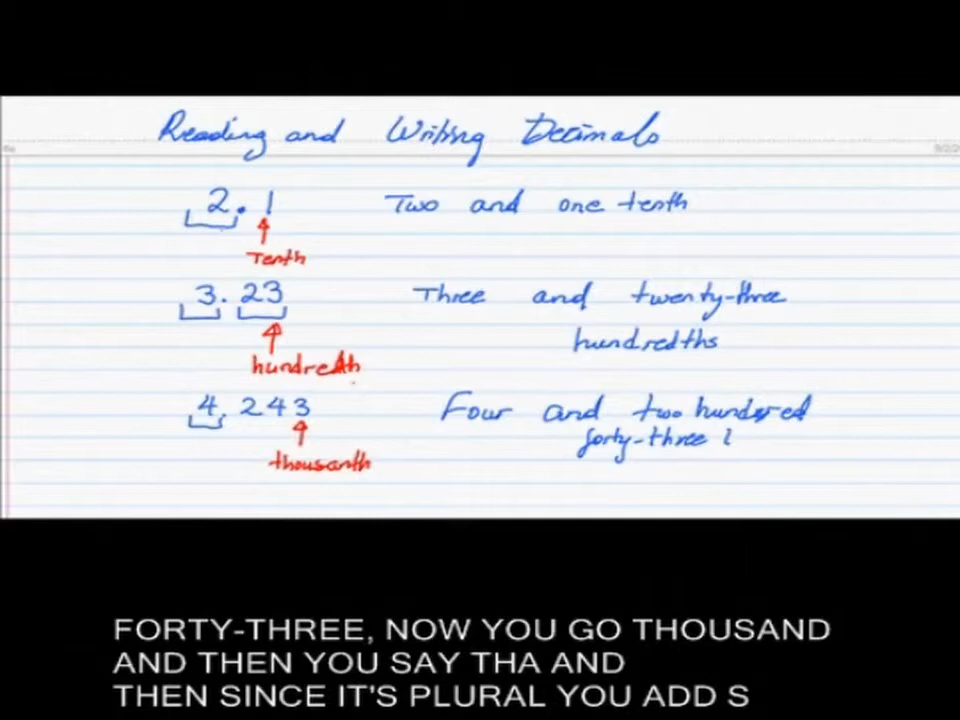 Reading and Writing Decimals
2.1 Two and one tenth
Tenth
3.23 Three and twenty-three
hundredths
hundredth
4.243 Four and two hundered
forty-three
thousanth
FORTY-THREE, NOW YOU GO THOUSAND
AND THEN YOU SAY THA AND
THEN SINCE IT'S PLURAL YOU ADD S